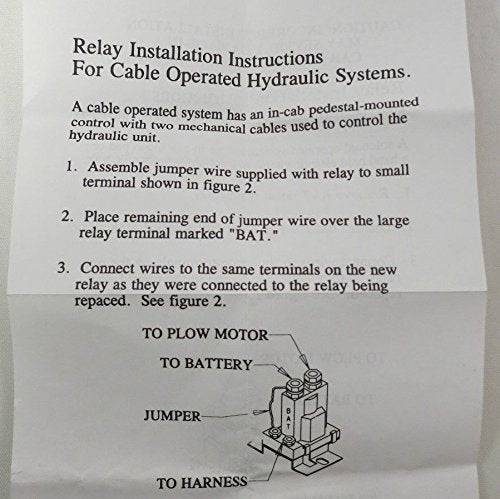 Relay Installation Instructions
For Cable Operated Hydraulic Systems.
A cable operated system has an in-cab pedestal-mounted
control with two mechanical cables used to control the
hydraulic unit.
1. Assemble jumper wire supplied with relay to small
terminal shown in figure 2.
2. Place remaining end of jumper wire over the large
relay terminal marked "BAT."
3. Connect wires to the same terminals on the new
relay as they were connected to the relay being
repaced. See figure 2.
TO PLOW MOTOR
TO BATTERY
JUMPER
BAT
TO HARNESS